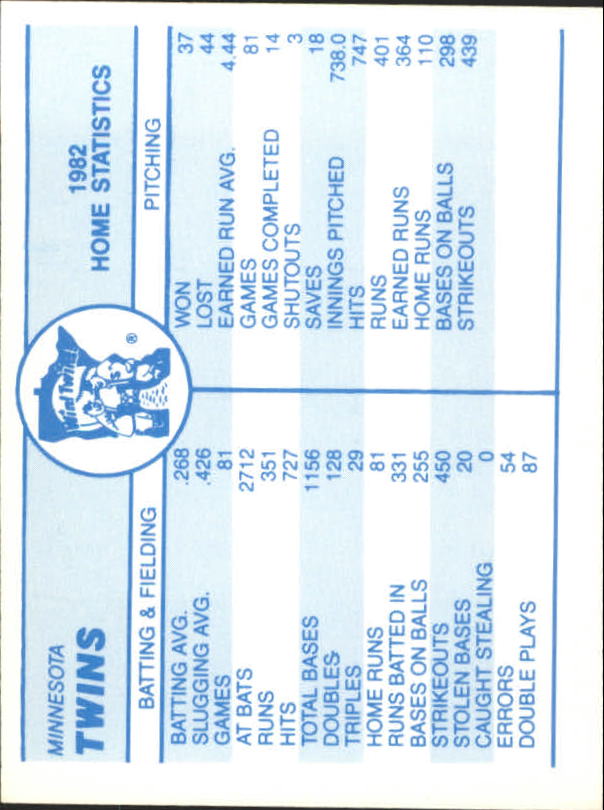 MINNESOTA
TWINS
Win! Twins!
®
1982
HOME STATISTICS
BATTING & FIELDING
BATTING AVG. .268
SLUGGING AVG. .426
GAMES 81
AT BATS 2712
RUNS 351
HITS 727
TOTAL BASES 1156
DOUBLES 128
TRIPLES 29
HOME RUNS 81
RUNS BATTED IN 331
BASES ON BALLS 255
STRIKEOUTS 450
STOLEN BASES 20
CAUGHT STEALING 0
ERRORS 54
DOUBLE PLAYS 87
PITCHING
WON 37
LOST 44
EARNED RUN AVG. 4.44
GAMES 81
GAMES COMPLETED 14
SHUTOUTS 3
SAVES 18
INNINGS PITCHED 738.0
HITS 747
RUNS 401
EARNED RUNS 364
HOME RUNS 110
BASES ON BALLS 298
STRIKEOUTS 439